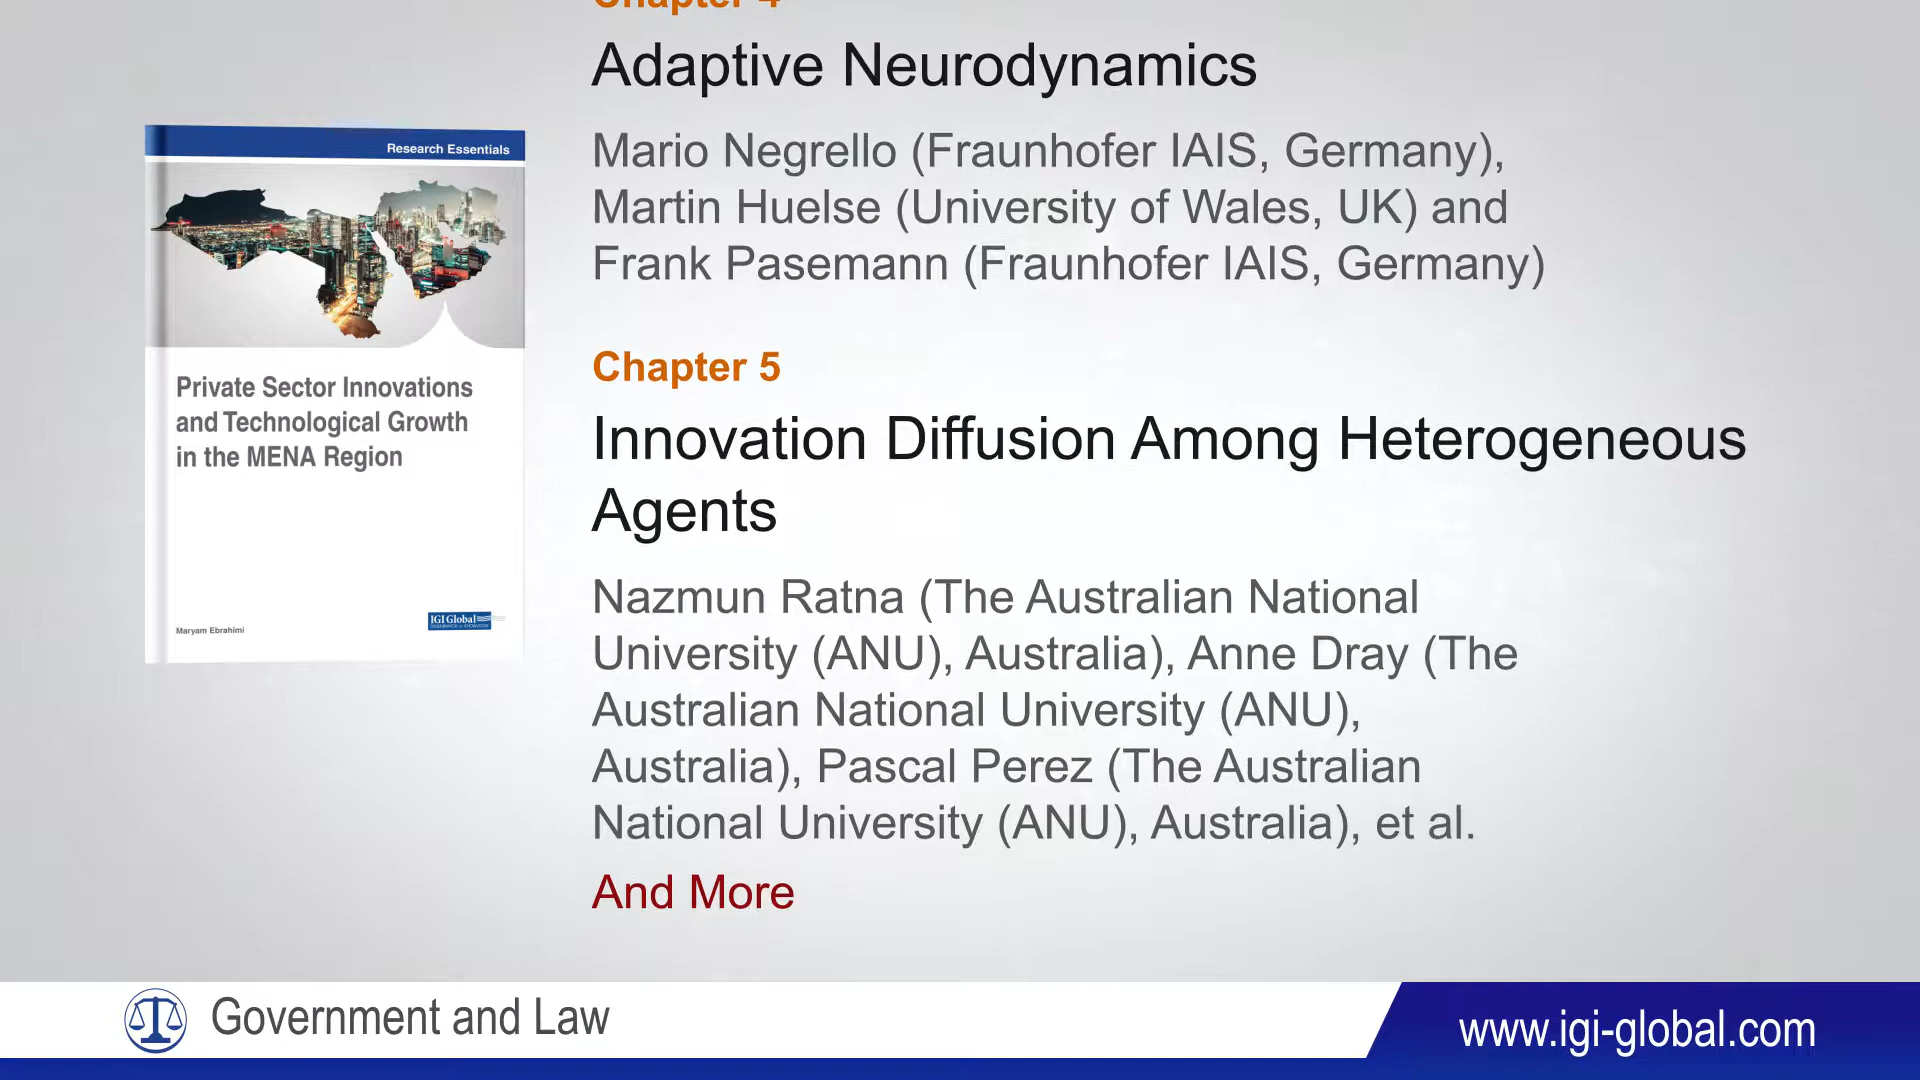 Chapter 4
Adaptive Neurodynamics
Mario Negrello (Fraunhofer IAIS, Germany),
Martin Huelse (University of Wales, UK) and
Frank Pasemann (Fraunhofer IAIS, Germany)
Chapter 5
Innovation Diffusion Among Heterogeneous
Agents
Nazmun Ratna (The Australian National
University (ANU), Australia), Anne Dray (The
Australian National University (ANU),
Australia), Pascal Perez (The Australian
National University (ANU), Australia), et al.
And More
Research Essentials
Private Sector Innovations
and Technological Growth
in the MENA Region
Maryam Ebrahimi
IGI Global
Government and Law
www.igi-global.com